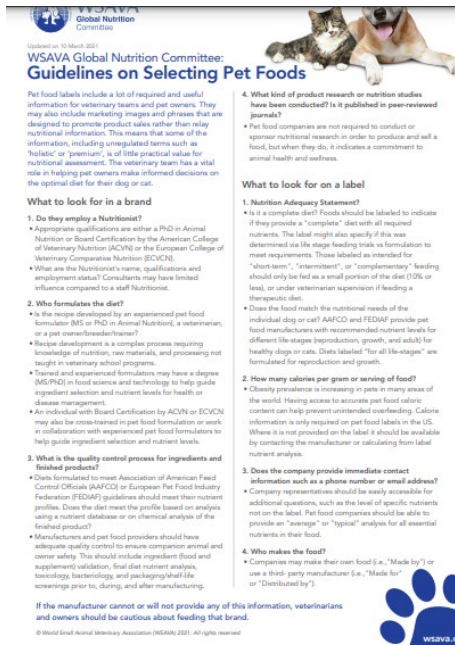 WSAVA
Global Nutrition
Committee
Updated on 10 March 2021
WSAVA Global Nutrition Committee:
Guidelines on Selecting Pet Foods
Pet food labels include a lot of required and useful
information for veterinary teams and pet owners. They
may also include marketing images and phrases that are
designed to promote product sales rather than relay
nutritional information. This means that some of the
information, including unregulated terms such as
'holistic' or 'premium', is of little practical value for
nutritional assessment. The veterinary team has a vital
role in helping pet owners make informed decisions on
the optimal diet for their dog or cat.
What to look for in a brand
1. Do they employ a Nutritionist?
• Appropriate qualifications are either a PhD in Animal
Nutrition or Board Certification by the American College
of Veterinary Nutrition (ACVN) or the European College of
Veterinary Comparative Nutrition (ECVCN).
• What are the Nutritionist's name, qualifications and
employment status? Consultants may have limited
influence compared to a staff Nutritionist.
2. Who formulates the diet?
• Is the recipe developed by an experienced pet food
formulator (MS or PhD in Animal Nutrition), a veterinarian,
or a pet owner/breeder/trainer?
• Recipe development is a complex process requiring
knowledge of nutrition, raw materials, and processing not
taught in veterinary school programs.
• Trained and experienced formulators may have a degree
(MS/PhD) in food science and technology to help guide
ingredient selection and nutrient levels for health or
disease management.
• An individual with Board Certification by ACVN or ECVCN
may also be cross-trained in pet food formulation or work
in collaboration with experienced pet food formulators to
help guide ingredient selection and nutrient levels.
3. What is the quality control process for ingredients and
finished products?
• Diets formulated to meet Association of American Feed
Control Officials (AAFCO) or European Pet Food Industry
Federation (FEDIAF) guidelines should meet their nutrient
profiles. Does the diet meet the profile based on analysis
using a nutrient database or on chemical analysis of the
finished product?
• Manufacturers and pet food providers should have
adequate quality control to ensure companion animal and
owner safety. This should include ingredient (food and
supplement) validation, final diet nutrient analysis,
toxicology, bacteriology, and packaging/shelf-life
screenings prior to, during, and after manufacturing.
4. What kind of product research or nutrition studies
have been conducted? Is it published in peer-reviewed
journals?
• Pet food companies are not required to conduct or
sponsor nutritional research in order to produce and sell a
food, but when they do, it indicates a commitment to
animal health and wellness.
What to look for on a label
1. Nutrition Adequacy Statement?
• Is it a complete diet? Foods should be labeled to indicate
if they provide a "complete" diet with all required
nutrients. The label might also specify if this was
determined via life stage feeding trials vs formulation to
meet requirements. Those labeled as intended for
"short-term", "intermittent", or "complementary" feeding
should only be fed as a small portion of the diet (10% or
less), or under veterinarian supervision if feeding a
therapeutic diet.
• Does the food match the nutritional needs of the
individual dog or cat? AAFCO and FEDIAF provide pet
food manufacturers with recommended nutrient levels for
different life-stages (reproduction, growth, and adult) for
healthy dogs or cats. Diets labeled "for all life-stages" are
formulated for reproduction and growth.
2. How many calories per gram or serving of food?
• Obesity prevalence is increasing in pets in many areas of
the world. Having access to accurate pet food caloric
content can help prevent unintended overfeeding. Calorie
information is only required on pet food labels in the US.
Where it is not provided on the label it should be available
by contacting the manufacturer or calculating from label
nutrient analysis.
3. Does the company provide immediate contact
information such as a phone number or email address?
• Company representatives should be easily accessible for
additional questions, such as the level of specific nutrients
not on the label. Pet food companies should be able to
provide an "average" or "typical" analysis for all essential
nutrients in their food.
4. Who makes the food?
• Companies may make their own food (i.e.,"Made by") or
use a third- party manufacturer (i.e.,"Made for"
or "Distributed by").
If the manufacturer cannot or will not provide any of this information, veterinarians
and owners should be cautious about feeding that brand.
© World Small Animal Veterinary Association (WSAVA) 2021. All rights reserved
wsava.o